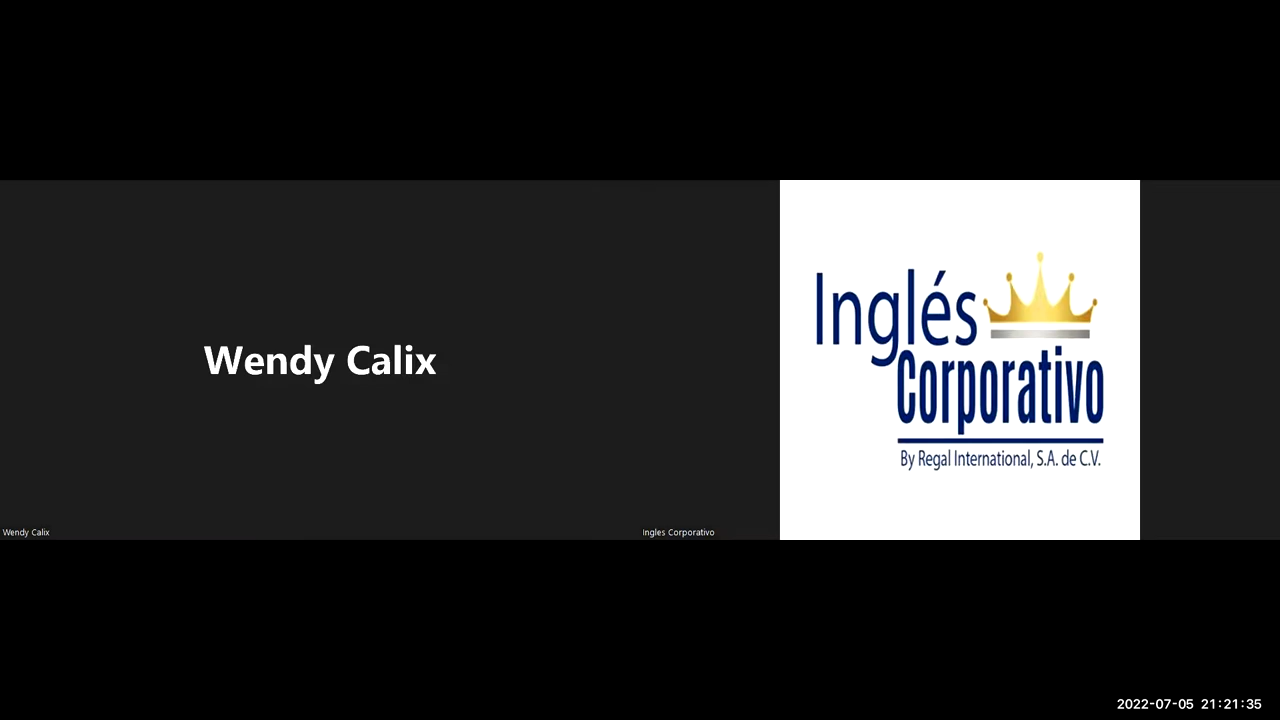 Wendy Calix
Wendy Calix
Inglés
Corporativo
By Regal International, S.A. de C.V.
Ingles Corporativo
2022-07-05 21:21:35